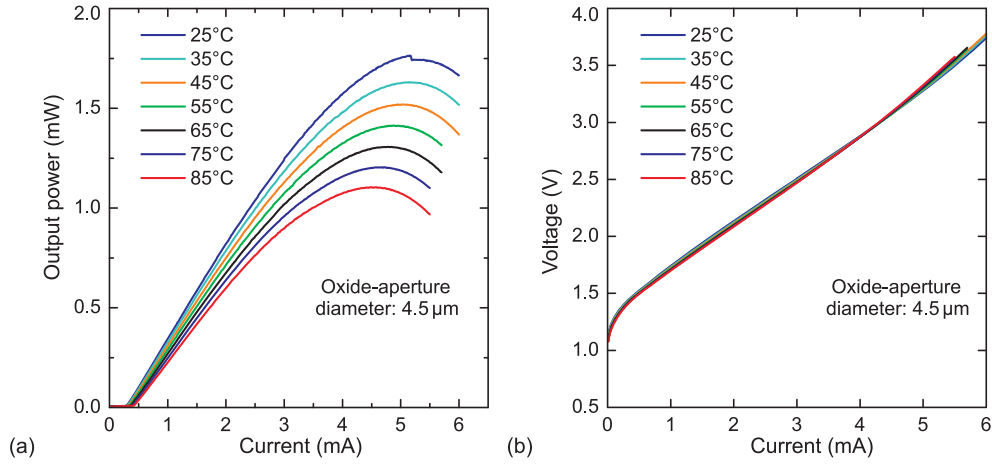 2.0
1.5
1.0
0.5
0.0
Output power (mW)
25°C
35°C
45°C
55°C
65°C
75°C
85°C
Oxide-aperture
diameter: 4.5 µm
0 1 2 3 4 5 6
Current (mA)
(a)
4.0
3.5
3.0
2.5
2.0
1.5
1.0
0.5
Voltage (V)
25°C
35°C
45°C
55°C
65°C
75°C
85°C
Oxide-aperture
diameter: 4.5 µm
0 1 2 3 4 5 6
Current (mA)
(b)